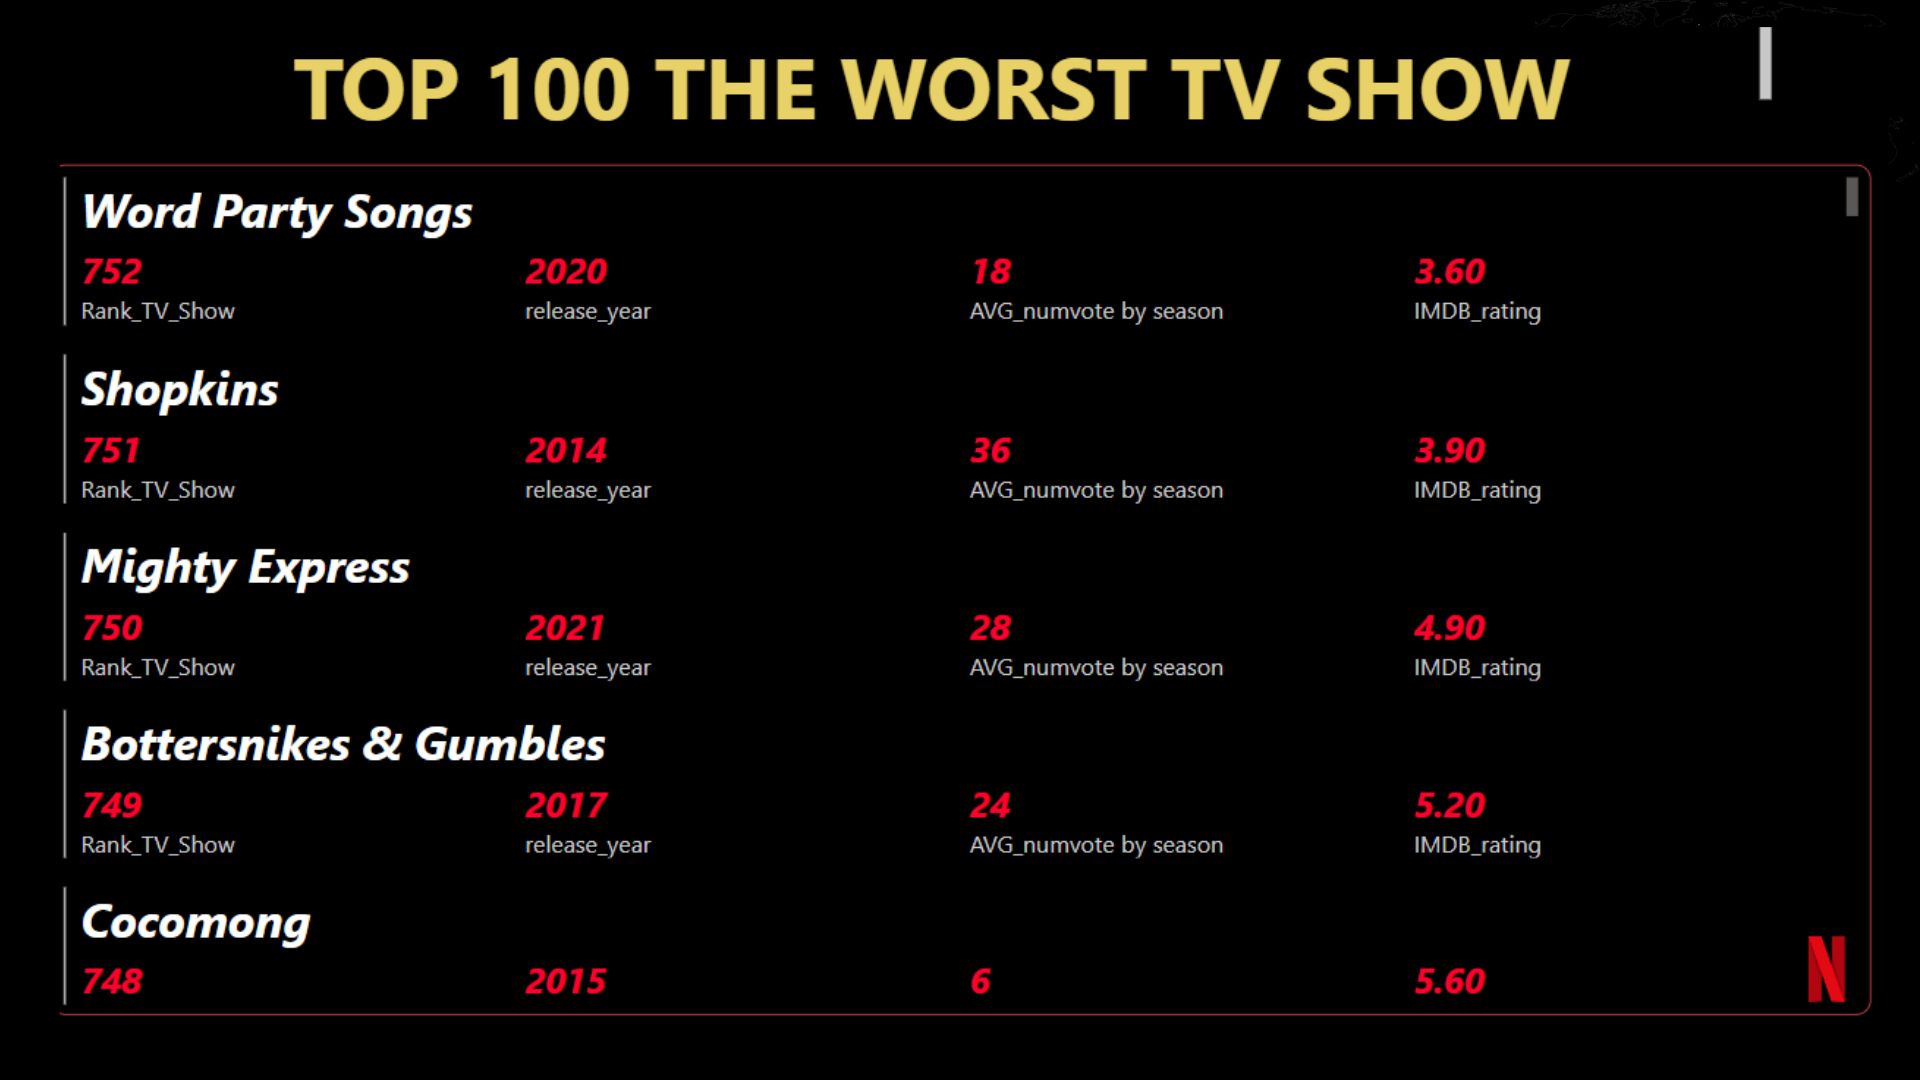 TOP 100 THE WORST TV SHOW
Word Party Songs
752 2020 18 3.60
Rank_TV_Show release_year AVG_numvote by season IMDB_rating
Shopkins
751 2014 36 3.90
Rank_TV_Show release_year AVG_numvote by season IMDB_rating
Mighty Express
750 2021 28 4.90
Rank_TV_Show release_year AVG_numvote by season IMDB_rating
Bottersnikes & Gumbles
749 2017 24 5.20
Rank_TV_Show release_year AVG_numvote by season IMDB_rating
Cocomong
748 2015 6 5.60
N